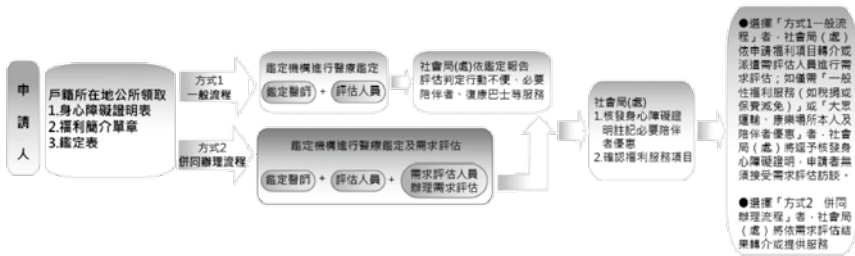 申請人
戶籍所在地公所領取
1.身心障礙證明表
2.福利簡介單章
3.鑑定表
方式1
一般流程
鑑定機構進行醫療鑑定
鑑定醫師 + 評估人員
社會局(處)依鑑定報告
評估判定行動不便、必要
陪伴者、復康巴士等服務
方式2
併同辦理流程
鑑定機構進行醫療鑑定及需求評估
鑑定醫師 + 評估人員 + 需求評估人員
辦理需求評估
社會局(處)
1.核發身心障礙證
明註記必要陪伴
者優惠
2.確認福利服務項目
●選擇「方式1一般流
程」者，社會局（處）
依申請福利項目轉介或
派遣需評估人員進行需
求評估；如僅需「一般
性福利服務（如稅捐或
保費減免）」或「大眾
運輸、康樂場所本人及
陪伴者優惠」者，社會
局（處）將逕予核發身
心障礙證明，申請者無
須接受需求評估訪談。
●選擇「方式2 併同
辦理流程」者，社會局
（處）將依需求評估結
果轉介或提供服務